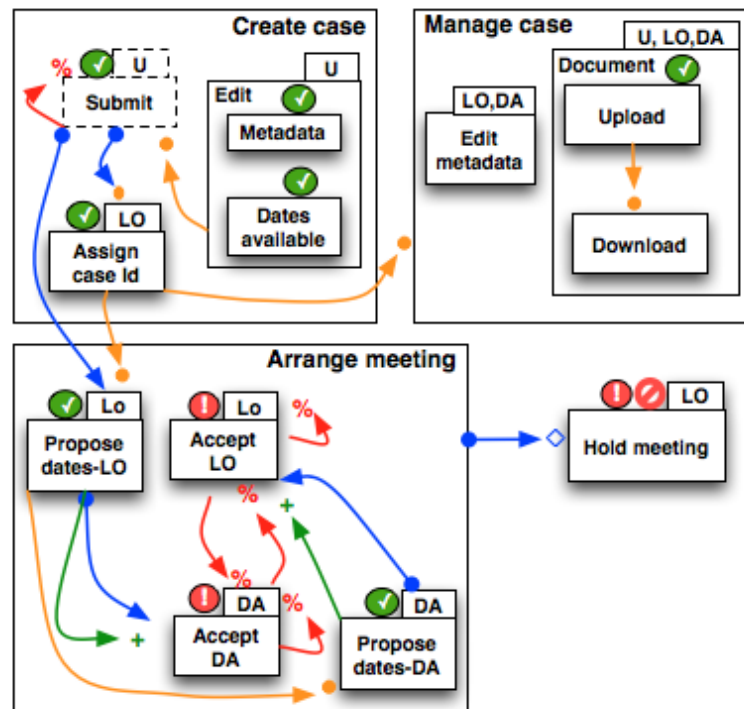 Create case
% U
Submit
U
Edit
Metadata
Dates
available
LO
Assign
case Id
Manage case
U, LO,DA
Document
Upload
Download
LO,DA
Edit
metadata
Arrange meeting
Lo
Propose
dates-LO
! Lo
Accept
LO
%
%
+
%
! DA
Accept
DA
%
+
DA
Propose
dates-DA
! LO
Hold meeting